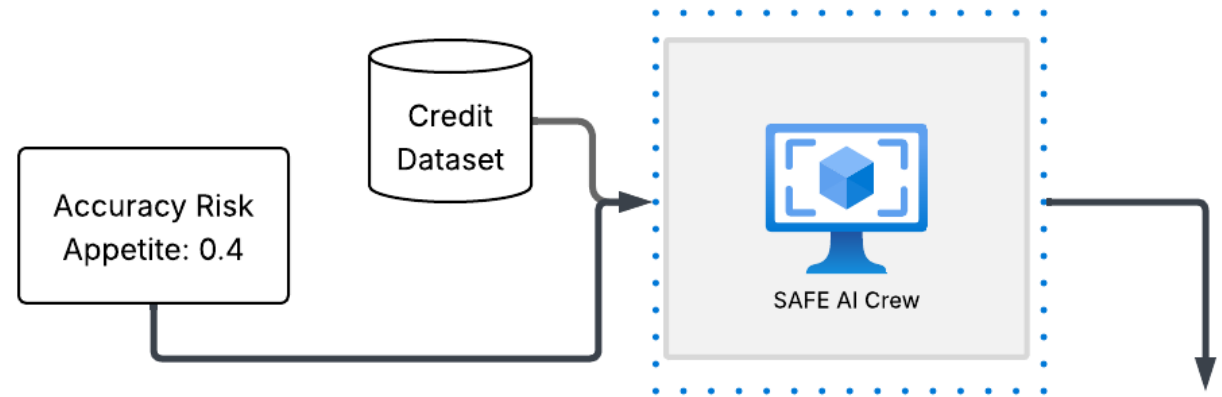 Credit
Dataset
Accuracy Risk
Appetite: 0.4
SAFE AI Crew